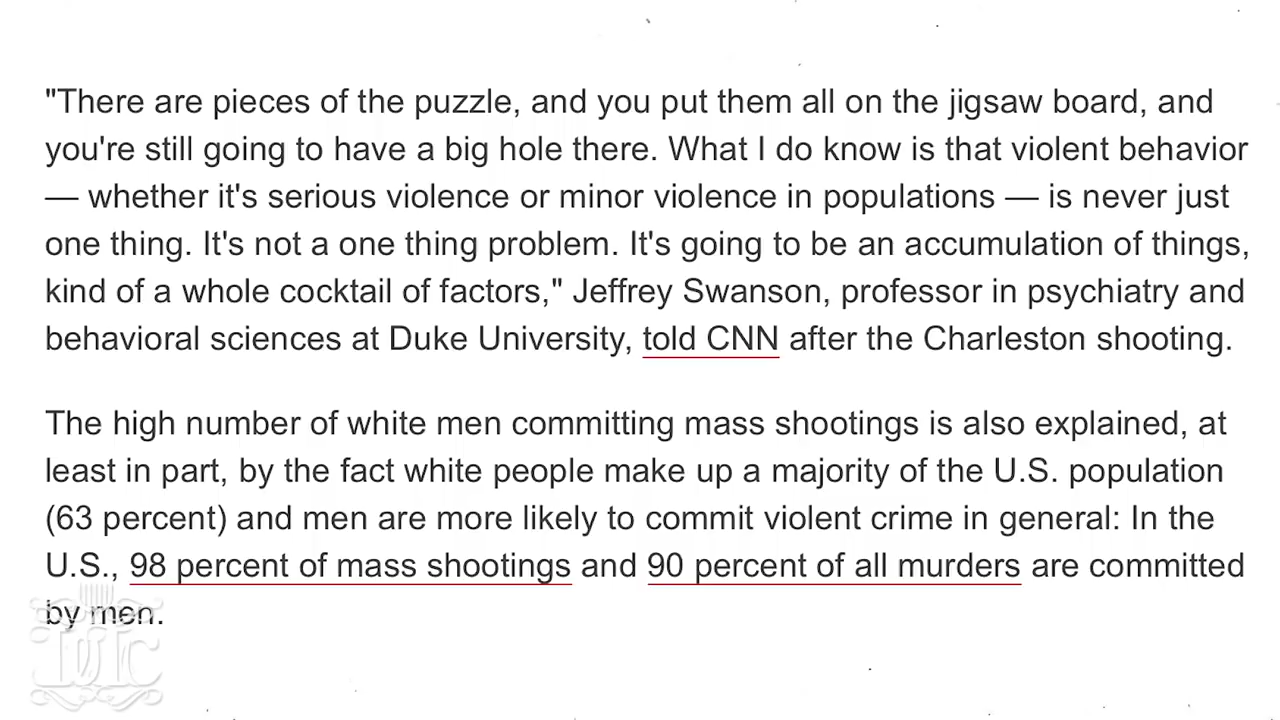 "There are pieces of the puzzle, and you put them all on the jigsaw board, and
you're still going to have a big hole there. What I do know is that violent behavior
— whether it's serious violence or minor violence in populations — is never just
one thing. It's not a one thing problem. It's going to be an accumulation of things,
kind of a whole cocktail of factors," Jeffrey Swanson, professor in psychiatry and
behavioral sciences at Duke University, told CNN after the Charleston shooting.
The high number of white men committing mass shootings is also explained, at
least in part, by the fact white people make up a majority of the U.S. population
(63 percent) and men are more likely to commit violent crime in general: In the
U.S., 98 percent of mass shootings and 90 percent of all murders are committed
by men.